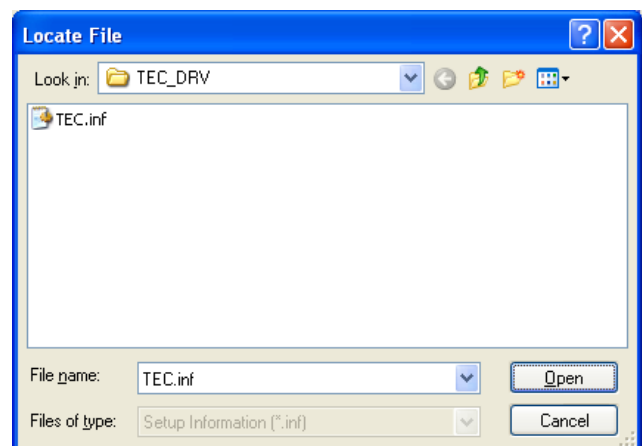 Locate File
Look in: TEC_DRV
TEC.inf
File name: TEC.inf Open
Files of type: Setup Information (*.inf) Cancel